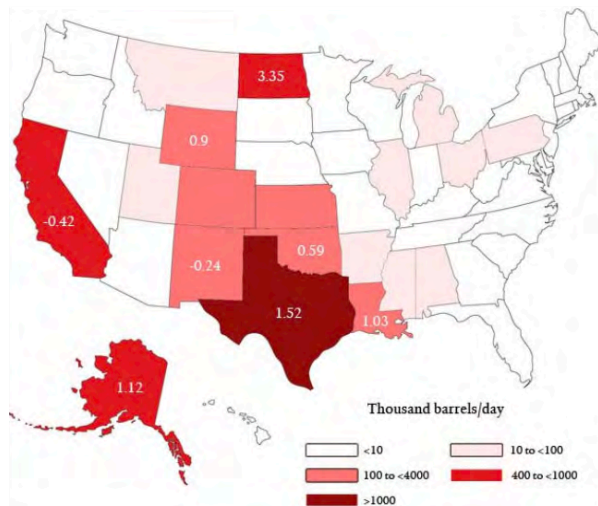 3.35
0.9
-0.42
-0.24
0.59
1.52
1.03
1.12
Thousand barrels/day
<10
10 to <100
100 to <4000
400 to <1000
>1000